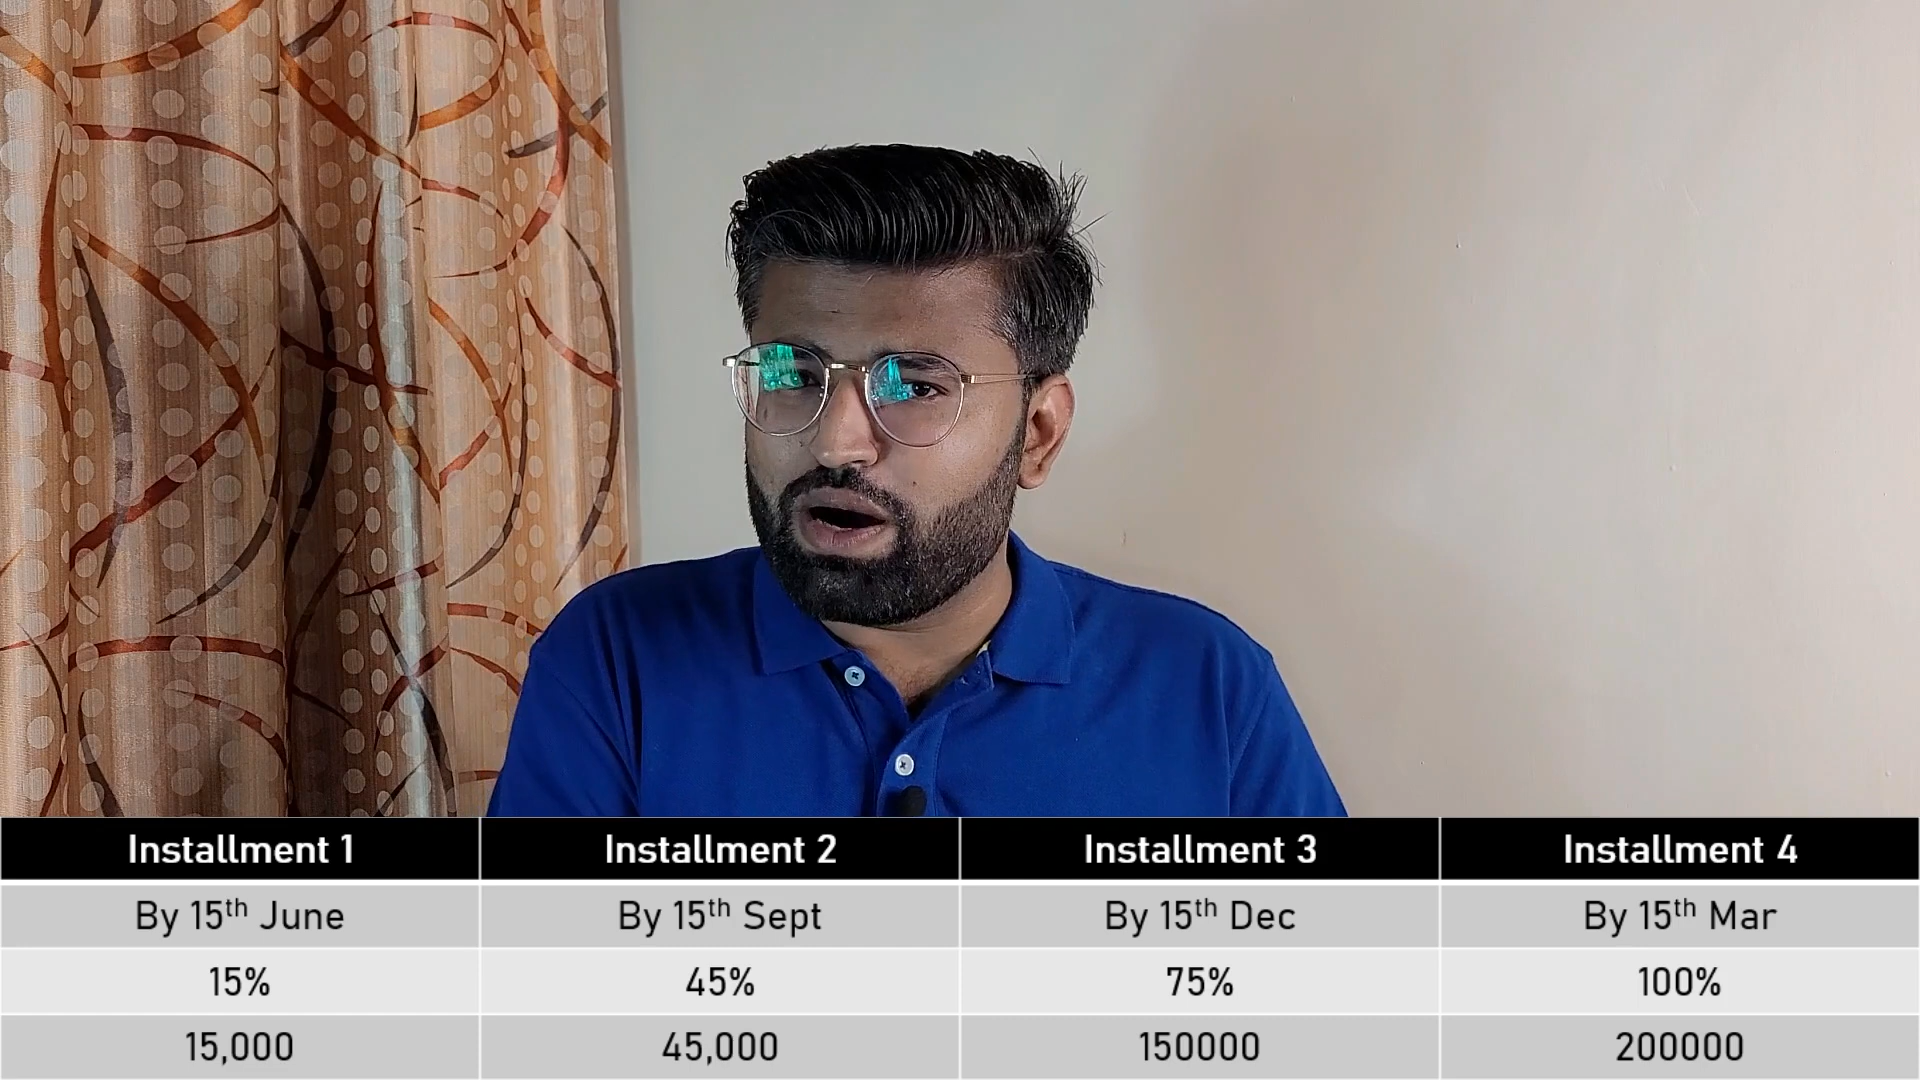 Installment 1 Installment 2 Installment 3 Installment 4
By 15th June By 15th Sept By 15th Dec By 15th Mar
15% 45% 75% 100%
15,000 45,000 150000 200000